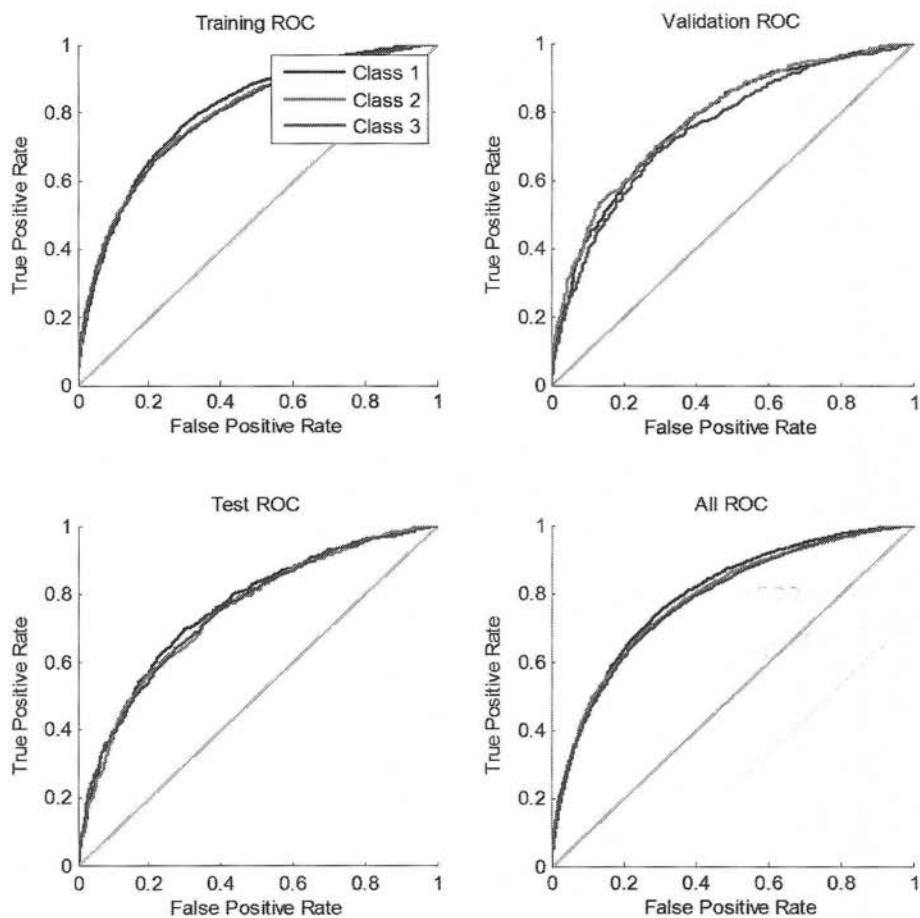 Training ROC
True Positive Rate
1
0.8
0.6
0.4
0.2
0
Class 1
Class 2
Class 3
0 0.2 0.4 0.6 0.8 1
False Positive Rate
Validation ROC
True Positive Rate
1
0.8
0.6
0.4
0.2
0
0 0.2 0.4 0.6 0.8 1
False Positive Rate
Test ROC
True Positive Rate
1
0.8
0.6
0.4
0.2
0
0 0.2 0.4 0.6 0.8 1
False Positive Rate
All ROC
True Positive Rate
1
0.8
0.6
0.4
0.2
0
0 0.2 0.4 0.6 0.8 1
False Positive Rate